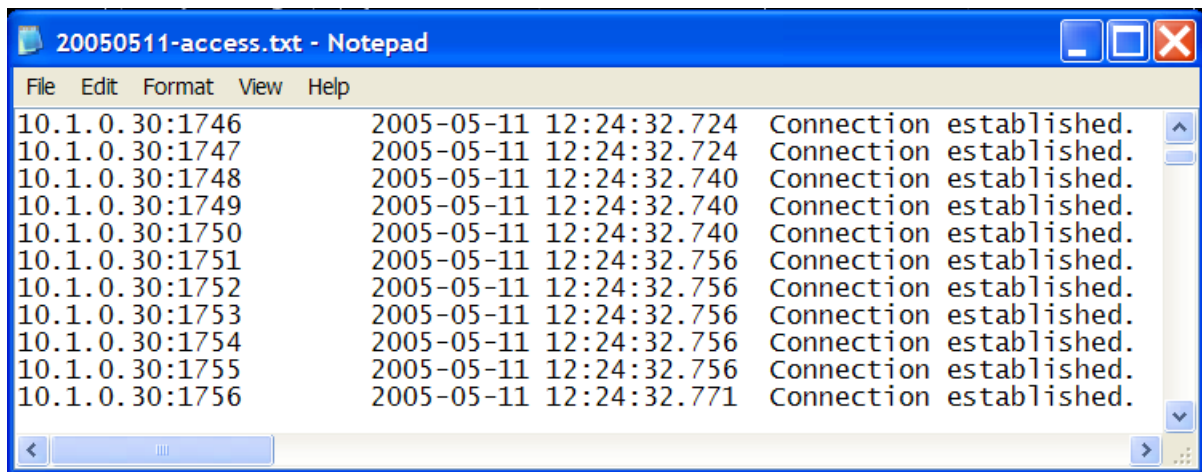 20050511-access.txt - Notepad
File Edit Format View Help
10.1.0.30:1746 2005-05-11 12:24:32.724 Connection established.
10.1.0.30:1747 2005-05-11 12:24:32.724 Connection established.
10.1.0.30:1748 2005-05-11 12:24:32.740 Connection established.
10.1.0.30:1749 2005-05-11 12:24:32.740 Connection established.
10.1.0.30:1750 2005-05-11 12:24:32.740 Connection established.
10.1.0.30:1751 2005-05-11 12:24:32.756 Connection established.
10.1.0.30:1752 2005-05-11 12:24:32.756 Connection established.
10.1.0.30:1753 2005-05-11 12:24:32.756 Connection established.
10.1.0.30:1754 2005-05-11 12:24:32.756 Connection established.
10.1.0.30:1755 2005-05-11 12:24:32.756 Connection established.
10.1.0.30:1756 2005-05-11 12:24:32.771 Connection established.